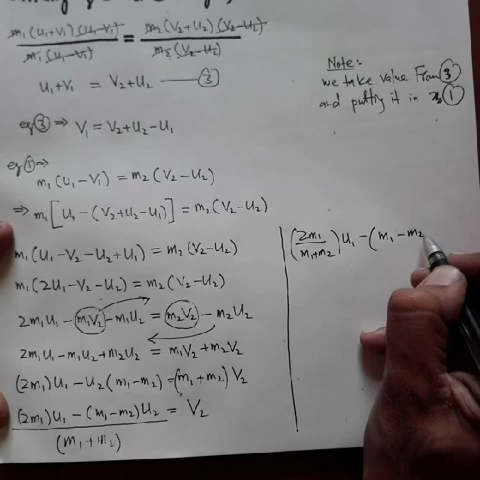 m₁(u₁+v₁)(u₁-v₁) / m₁(u₁-v₁) = m₂(v₂+u₂)(v₂-u₂) / m₂(v₂-u₂)
u₁+v₁ = v₂+u₂ —— ③
eq③ ⇒ v₁ = v₂+u₂-u₁
eq① ⇒
m₁(u₁-v₁) = m₂(v₂-u₂)
⇒ m₁[u₁-(v₂+u₂-u₁)] = m₂(v₂-u₂)
m₁(u₁-v₂-u₂+u₁) = m₂(v₂-u₂)
m₁(2u₁-v₂-u₂) = m₂(v₂-u₂)
2m₁u₁-m₁v₂-m₁u₂ = m₂v₂-m₂u₂
2m₁u₁-m₁u₂+m₂u₂ = m₁v₂+m₂v₂
(2m₁)u₁-u₂(m₁-m₂) = (m₁+m₂)v₂
(2m₁)u₁-(m₁-m₂)u₂ / (m₁+m₂) = v₂
Note:
we take value From ③
and putting it in ①
(2m₁/m₁+m₂)u₁-(m₁-m₂